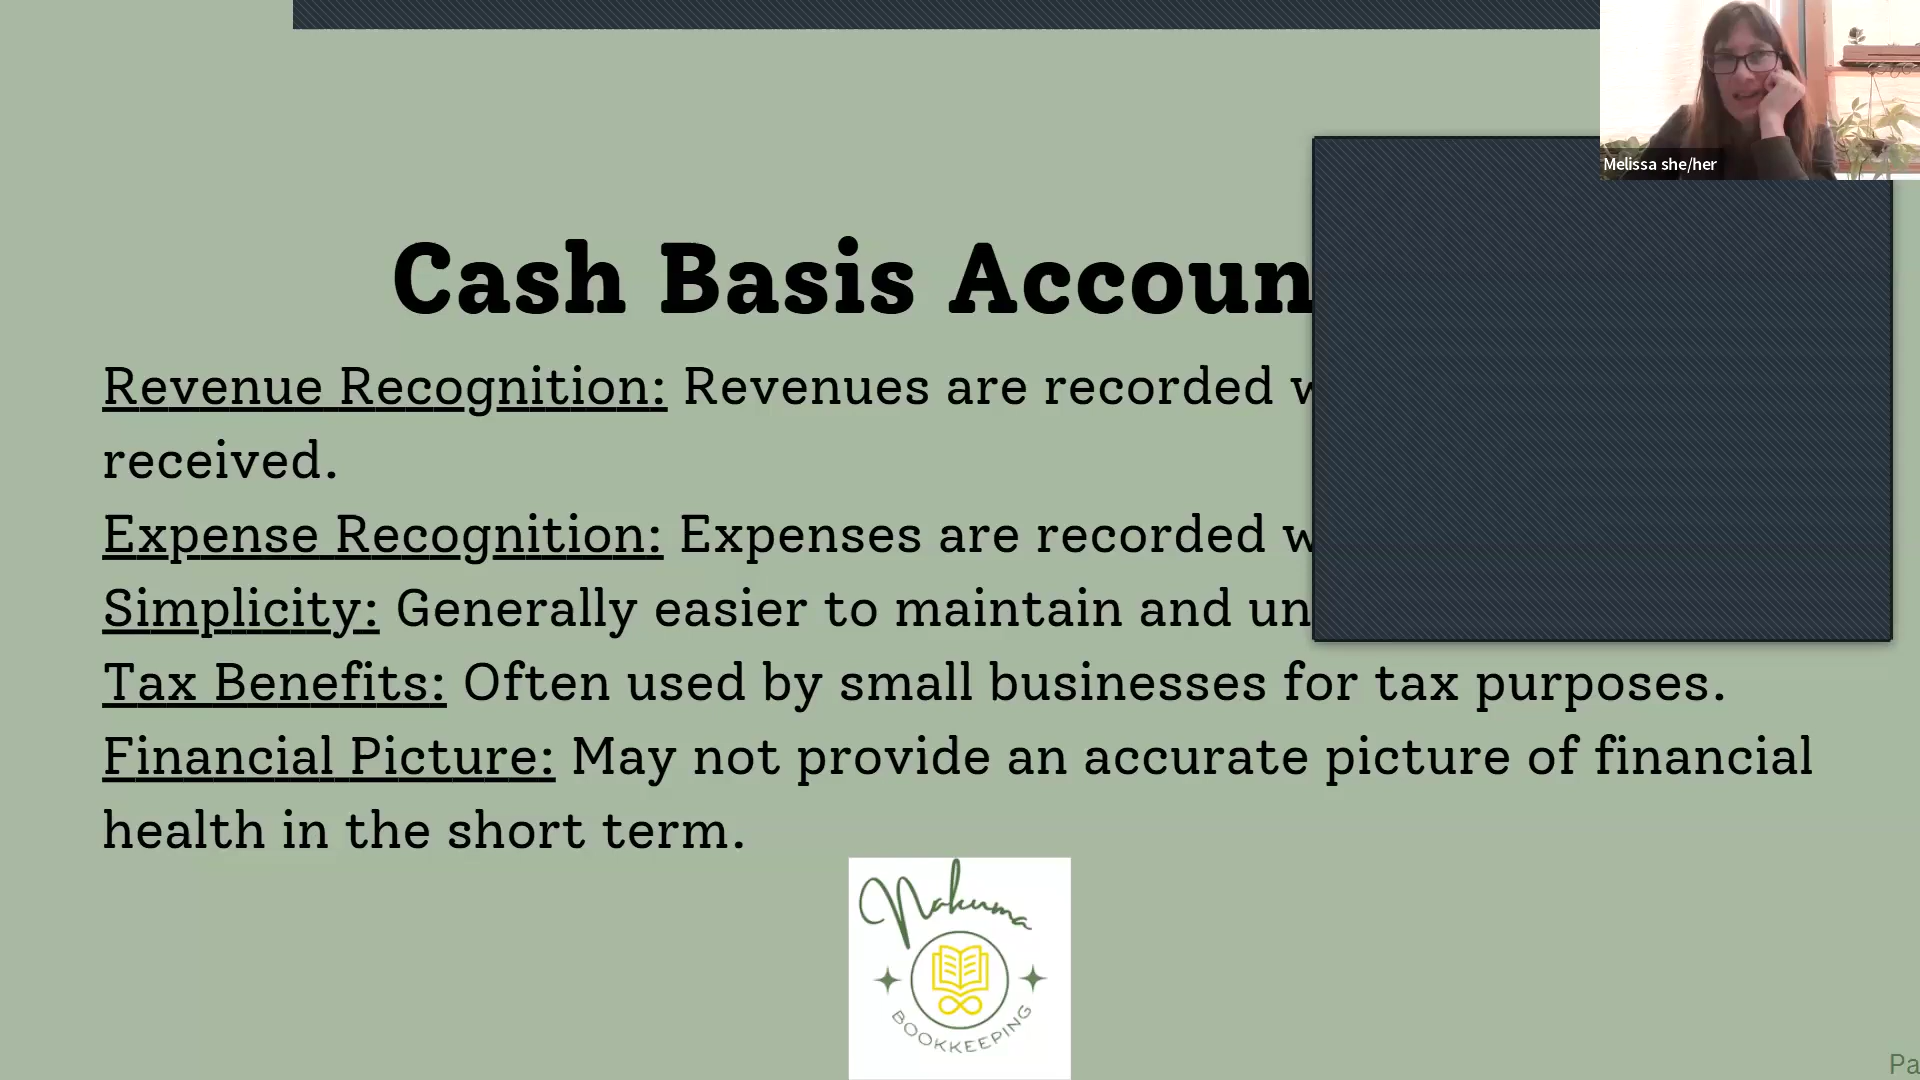 Melissa she/her
Cash Basis Accoun
Revenue Recognition: Revenues are recorded
received.
Expense Recognition: Expenses are recorded
Simplicity: Generally easier to maintain and un
Tax Benefits: Often used by small businesses for tax purposes.
Financial Picture: May not provide an accurate picture of financial
health in the short term.
Nakuma
BOOKKEEPING
Pa